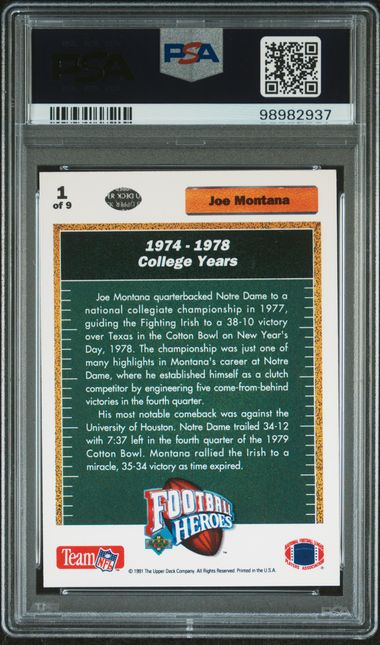 PSA
PSA
98982937
1
of 9
UPPER DECK
Joe Montana
1974 - 1978
College Years
Joe Montana quarterbacked Notre Dame to a
national collegiate championship in 1977,
guiding the Fighting Irish to a 38-10 victory
over Texas in the Cotton Bowl on New Year's
Day, 1978. The championship was just one of
many highlights in Montana's career at Notre
Dame, where he established himself as a clutch
competitor by engineering five come-from-behind
victories in the fourth quarter.
His most notable comeback was against the
University of Houston. Notre Dame trailed 34-12
with 7:37 left in the fourth quarter of the 1979
Cotton Bowl. Montana rallied the Irish to a
miracle, 35-34 victory as time expired.
FOOTBALL
HEROES
™
Team NFL
™
© 1991 The Upper Deck Company. All Rights Reserved. Printed in the U.S.A.
PSA